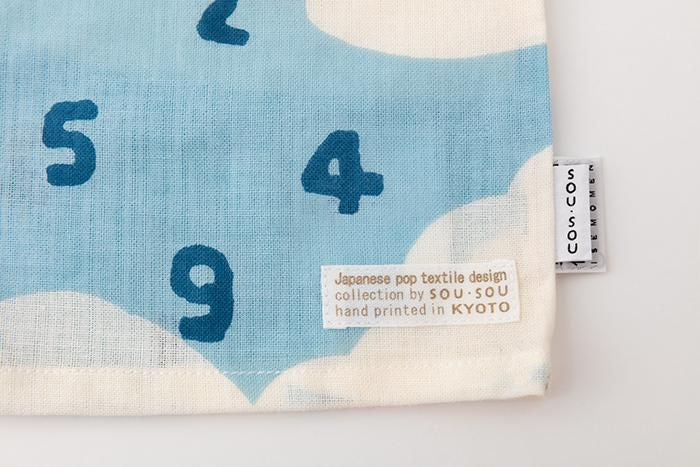 2
5
4
9
Japanese pop textile design
collection by SOU・SOU
hand printed in KYOTO
SOU・SOU